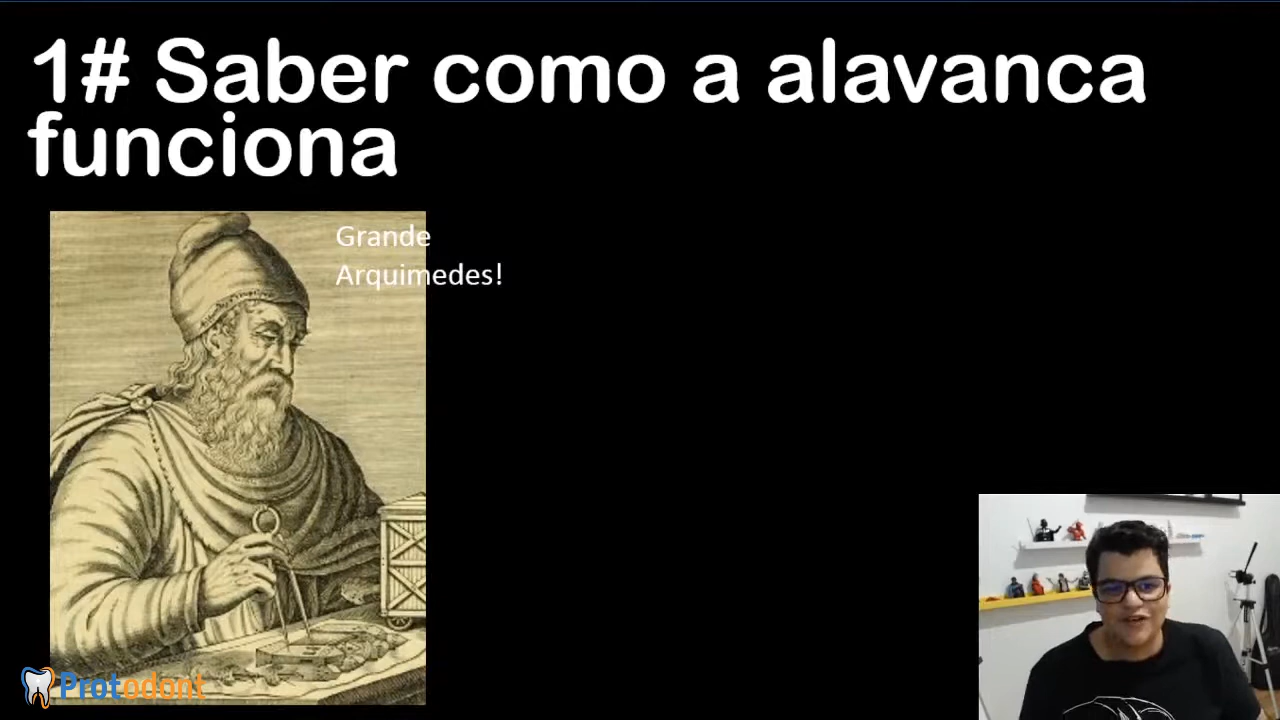 1# Saber como a alavanca
funciona
Grande
Arquimedes!
Protodont